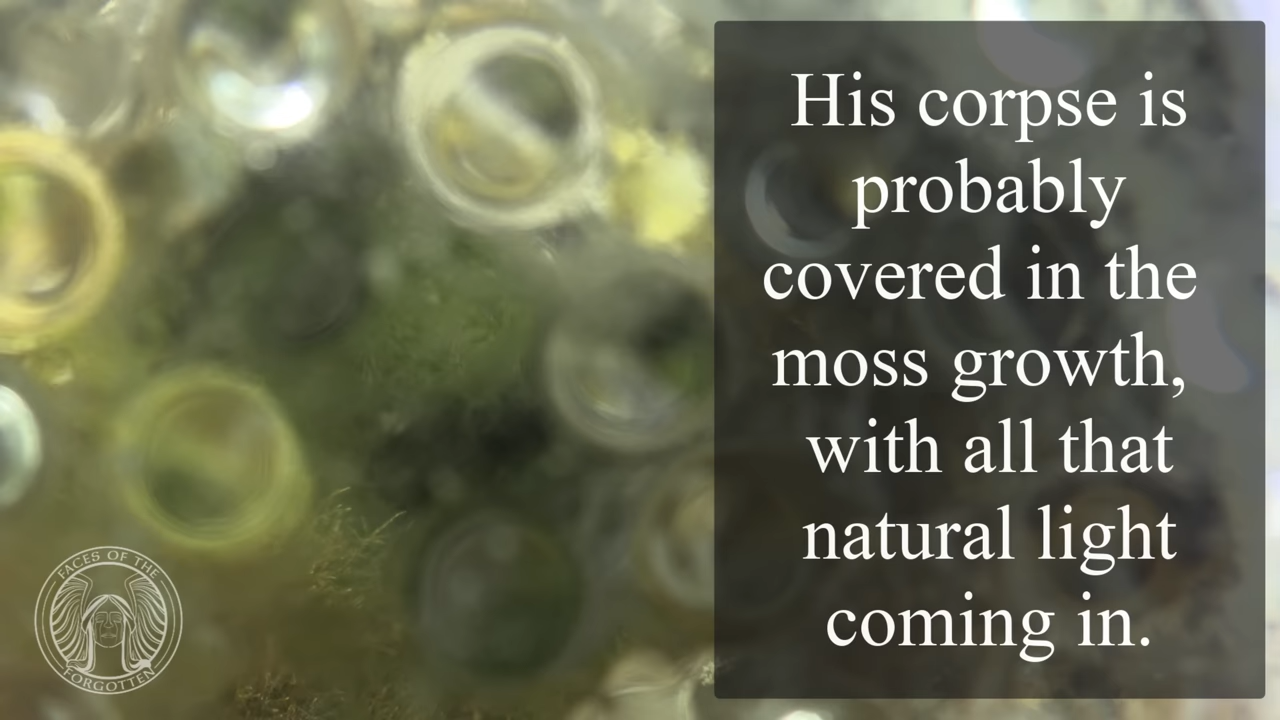 His corpse is
probably
covered in the
moss growth,
with all that
natural light
coming in.
FACES OF THE
FORGOTTEN